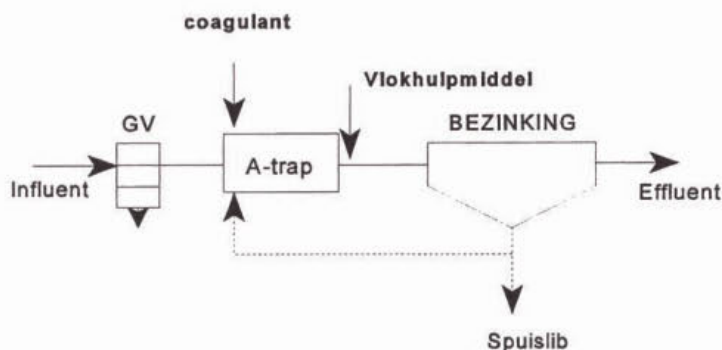 coagulant
Vlokhulpmiddel
GV
BEZINKING
A-trap
Influent
Effluent
Spuislib